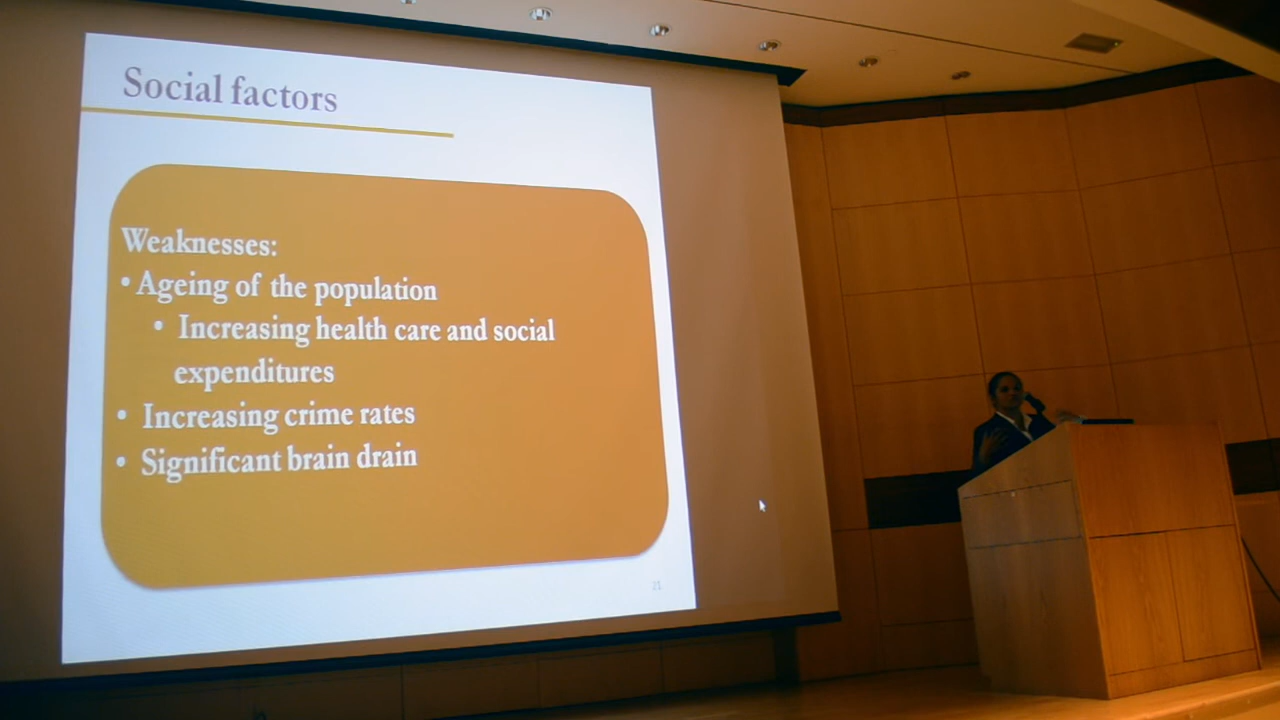 Social factors
Weaknesses:
• Ageing of the population
• Increasing health care and social
expenditures
• Increasing crime rates
• Significant brain drain
21